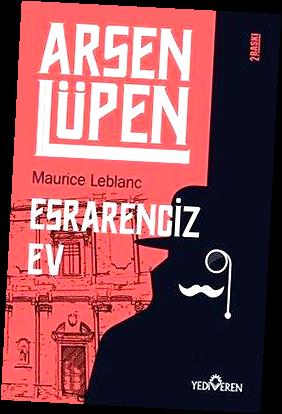 ARSEN
LÜPEN
2.BASKI
Maurice Leblanc
ESRARENGİZ
EV
YEDİVEREN